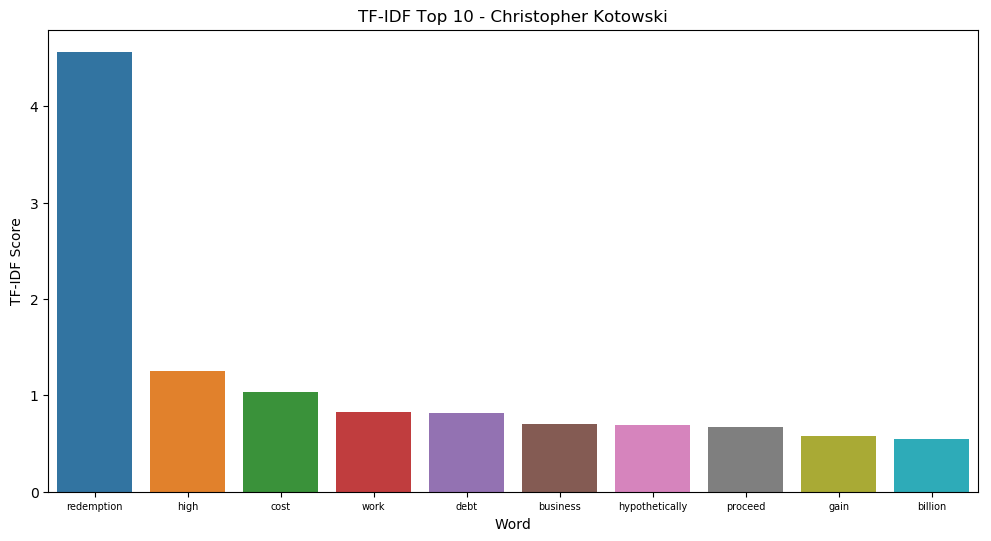 TF-IDF Top 10 - Christopher Kotowski
TF-IDF Score
4
3
2
1
0
redemption high cost work debt business hypothetically proceed gain billion
Word